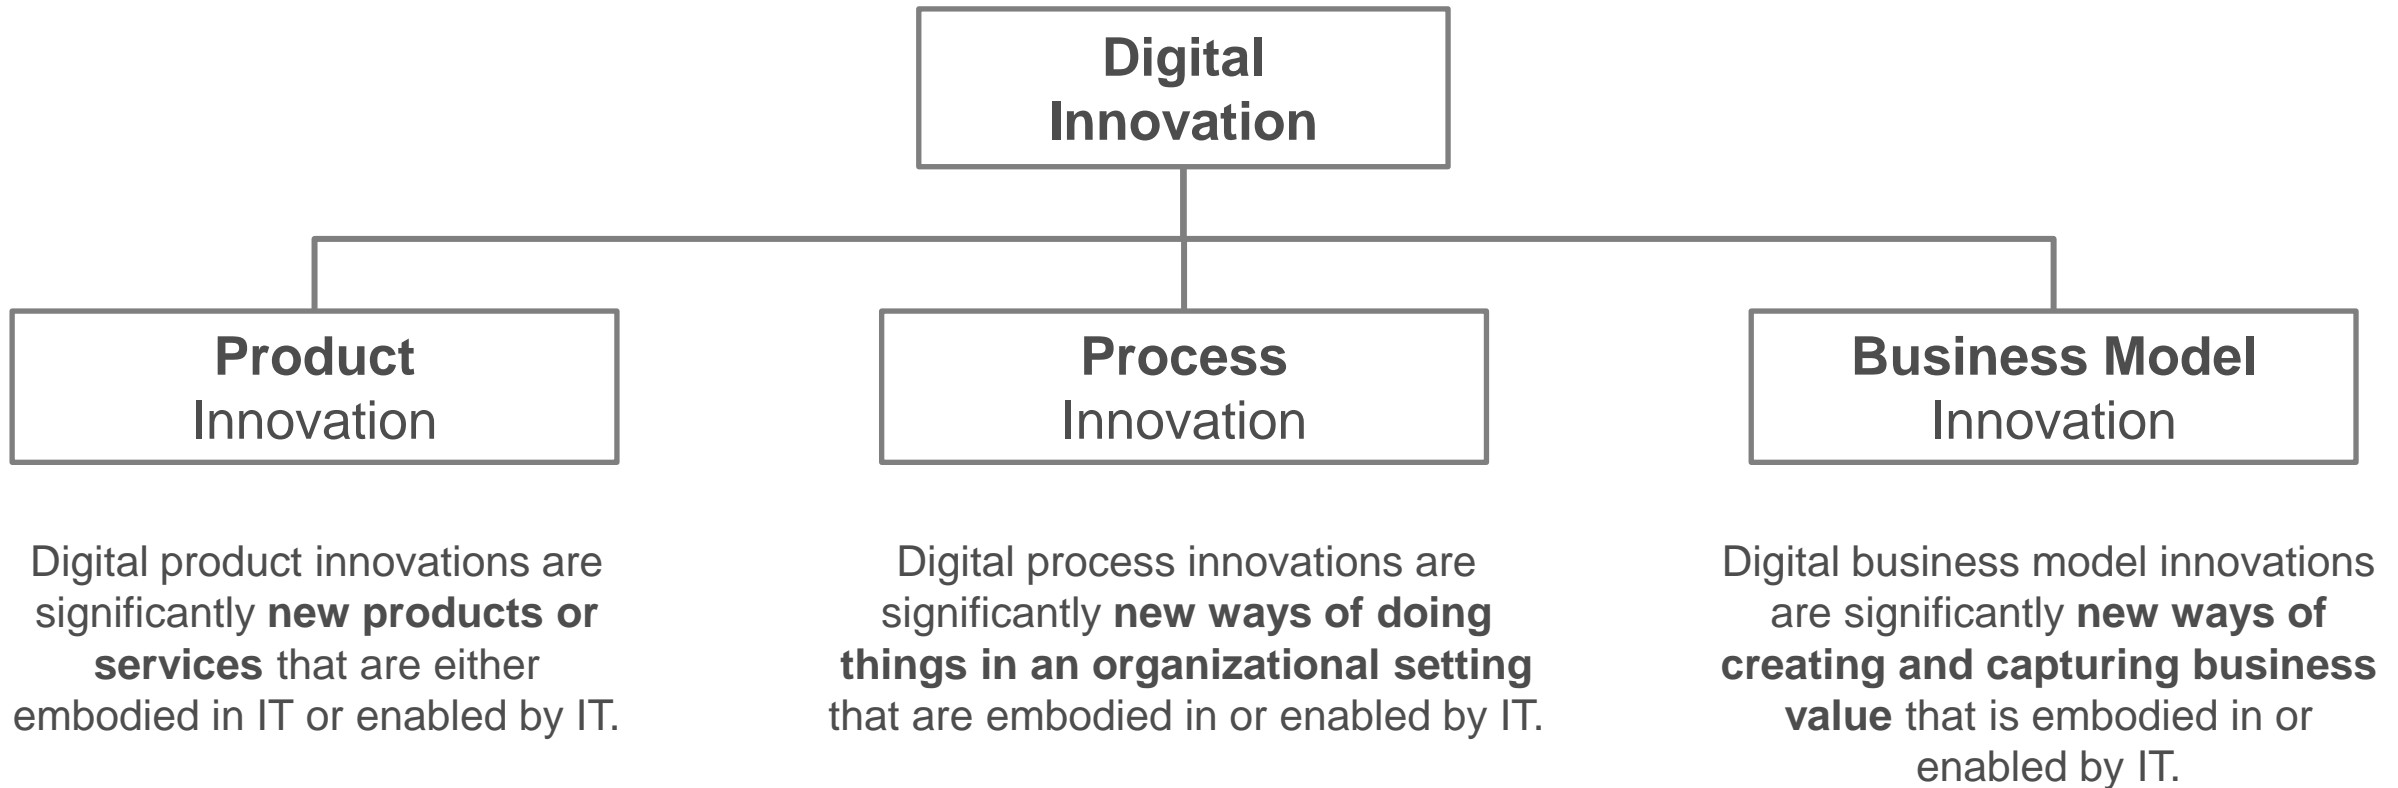 Digital
Innovation
Product
Innovation
Process
Innovation
Business Model
Innovation
Digital product innovations are
significantly new products or
services that are either
embodied in IT or enabled by IT.
Digital process innovations are
significantly new ways of doing
things in an organizational setting
that are embodied in or enabled by IT.
Digital business model innovations
are significantly new ways of
creating and capturing business
value that is embodied in or
enabled by IT.